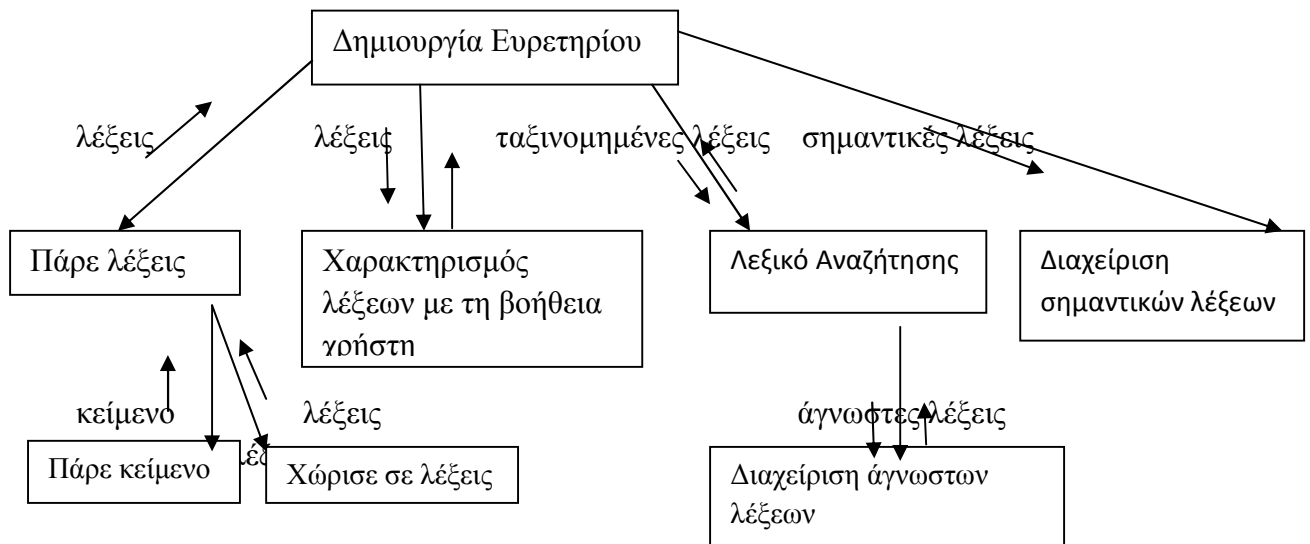 Δημιουργία Ευρετηρίου
λέξεις
λέξεις
ταξινομημένες λέξεις
σημαντικές λέξεις
Πάρε λέξεις
Χαρακτηρισμός
λέξεων με τη βοήθεια
χρήστη
Λεξικό Αναζήτησης
Διαχείριση
σημαντικών λέξεων
κείμενο
λέξεις
άγνωστες λέξεις
Πάρε κείμενο
Χώρισε σε λέξεις
Διαχείριση άγνωστων
λέξεων